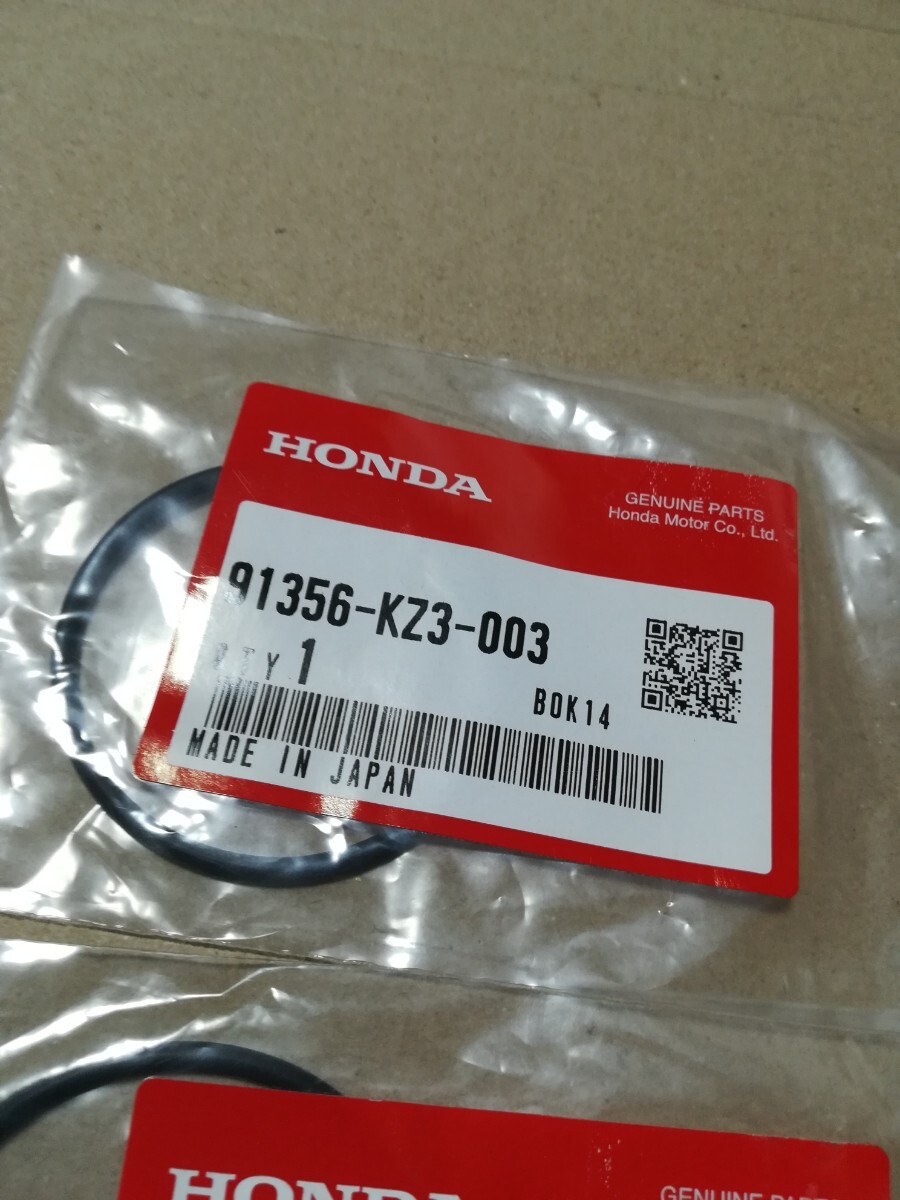 HONDA
GENUINE PARTS
Honda Motor Co., Ltd.
91356-KZ3-003
QTY 1
BOK14
MADE IN JAPAN
HONDA
GENUINE PARTS